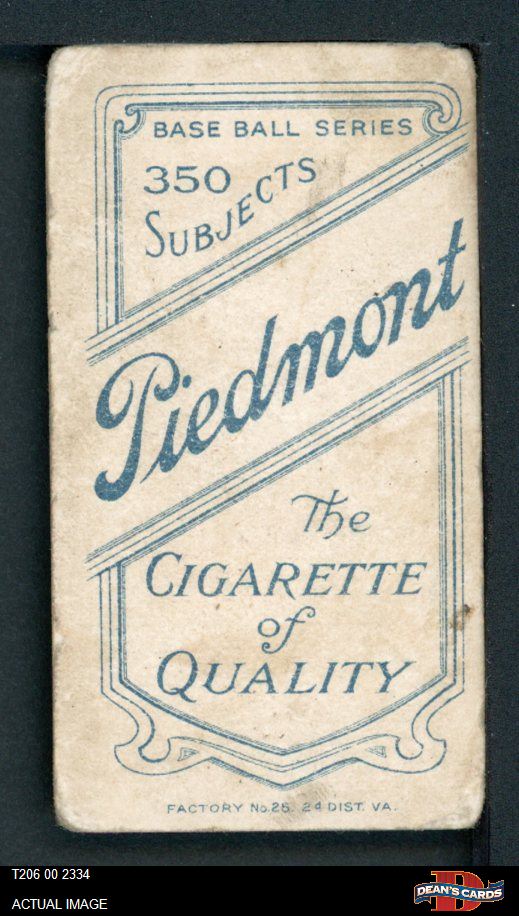 BASE BALL SERIES
350
SUBJECTS
Piedmont
The
CIGARETTE
of
QUALITY
FACTORY No. 25. 24 DIST. VA.
T206 00 2334
ACTUAL IMAGE
D
DEAN'S CARDS